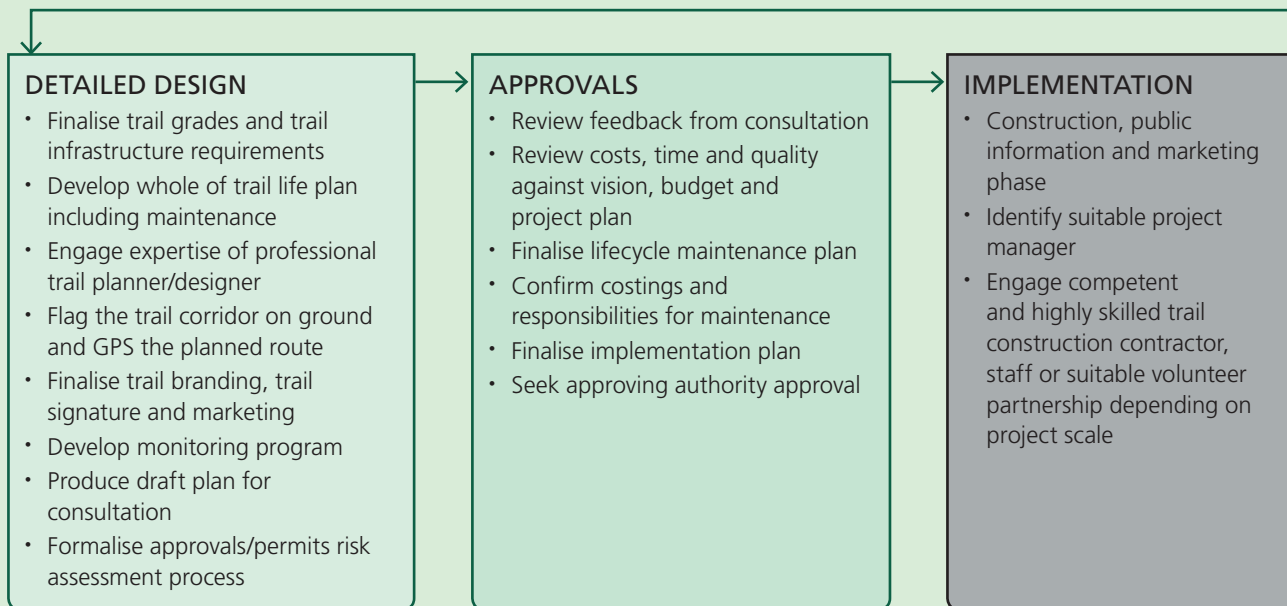 DETAILED DESIGN
• Finalise trail grades and trail
infrastructure requirements
• Develop whole of trail life plan
including maintenance
• Engage expertise of professional
trail planner/designer
• Flag the trail corridor on ground
and GPS the planned route
• Finalise trail branding, trail
signature and marketing
• Develop monitoring program
• Produce draft plan for
consultation
• Formalise approvals/permits risk
assessment process
APPROVALS
• Review feedback from consultation
• Review costs, time and quality
against vision, budget and
project plan
• Finalise lifecycle maintenance plan
• Confirm costings and
responsibilities for maintenance
• Finalise implementation plan
• Seek approving authority approval
IMPLEMENTATION
• Construction, public
information and marketing
phase
• Identify suitable project
manager
• Engage competent
and highly skilled trail
construction contractor,
staff or suitable volunteer
partnership depending on
project scale